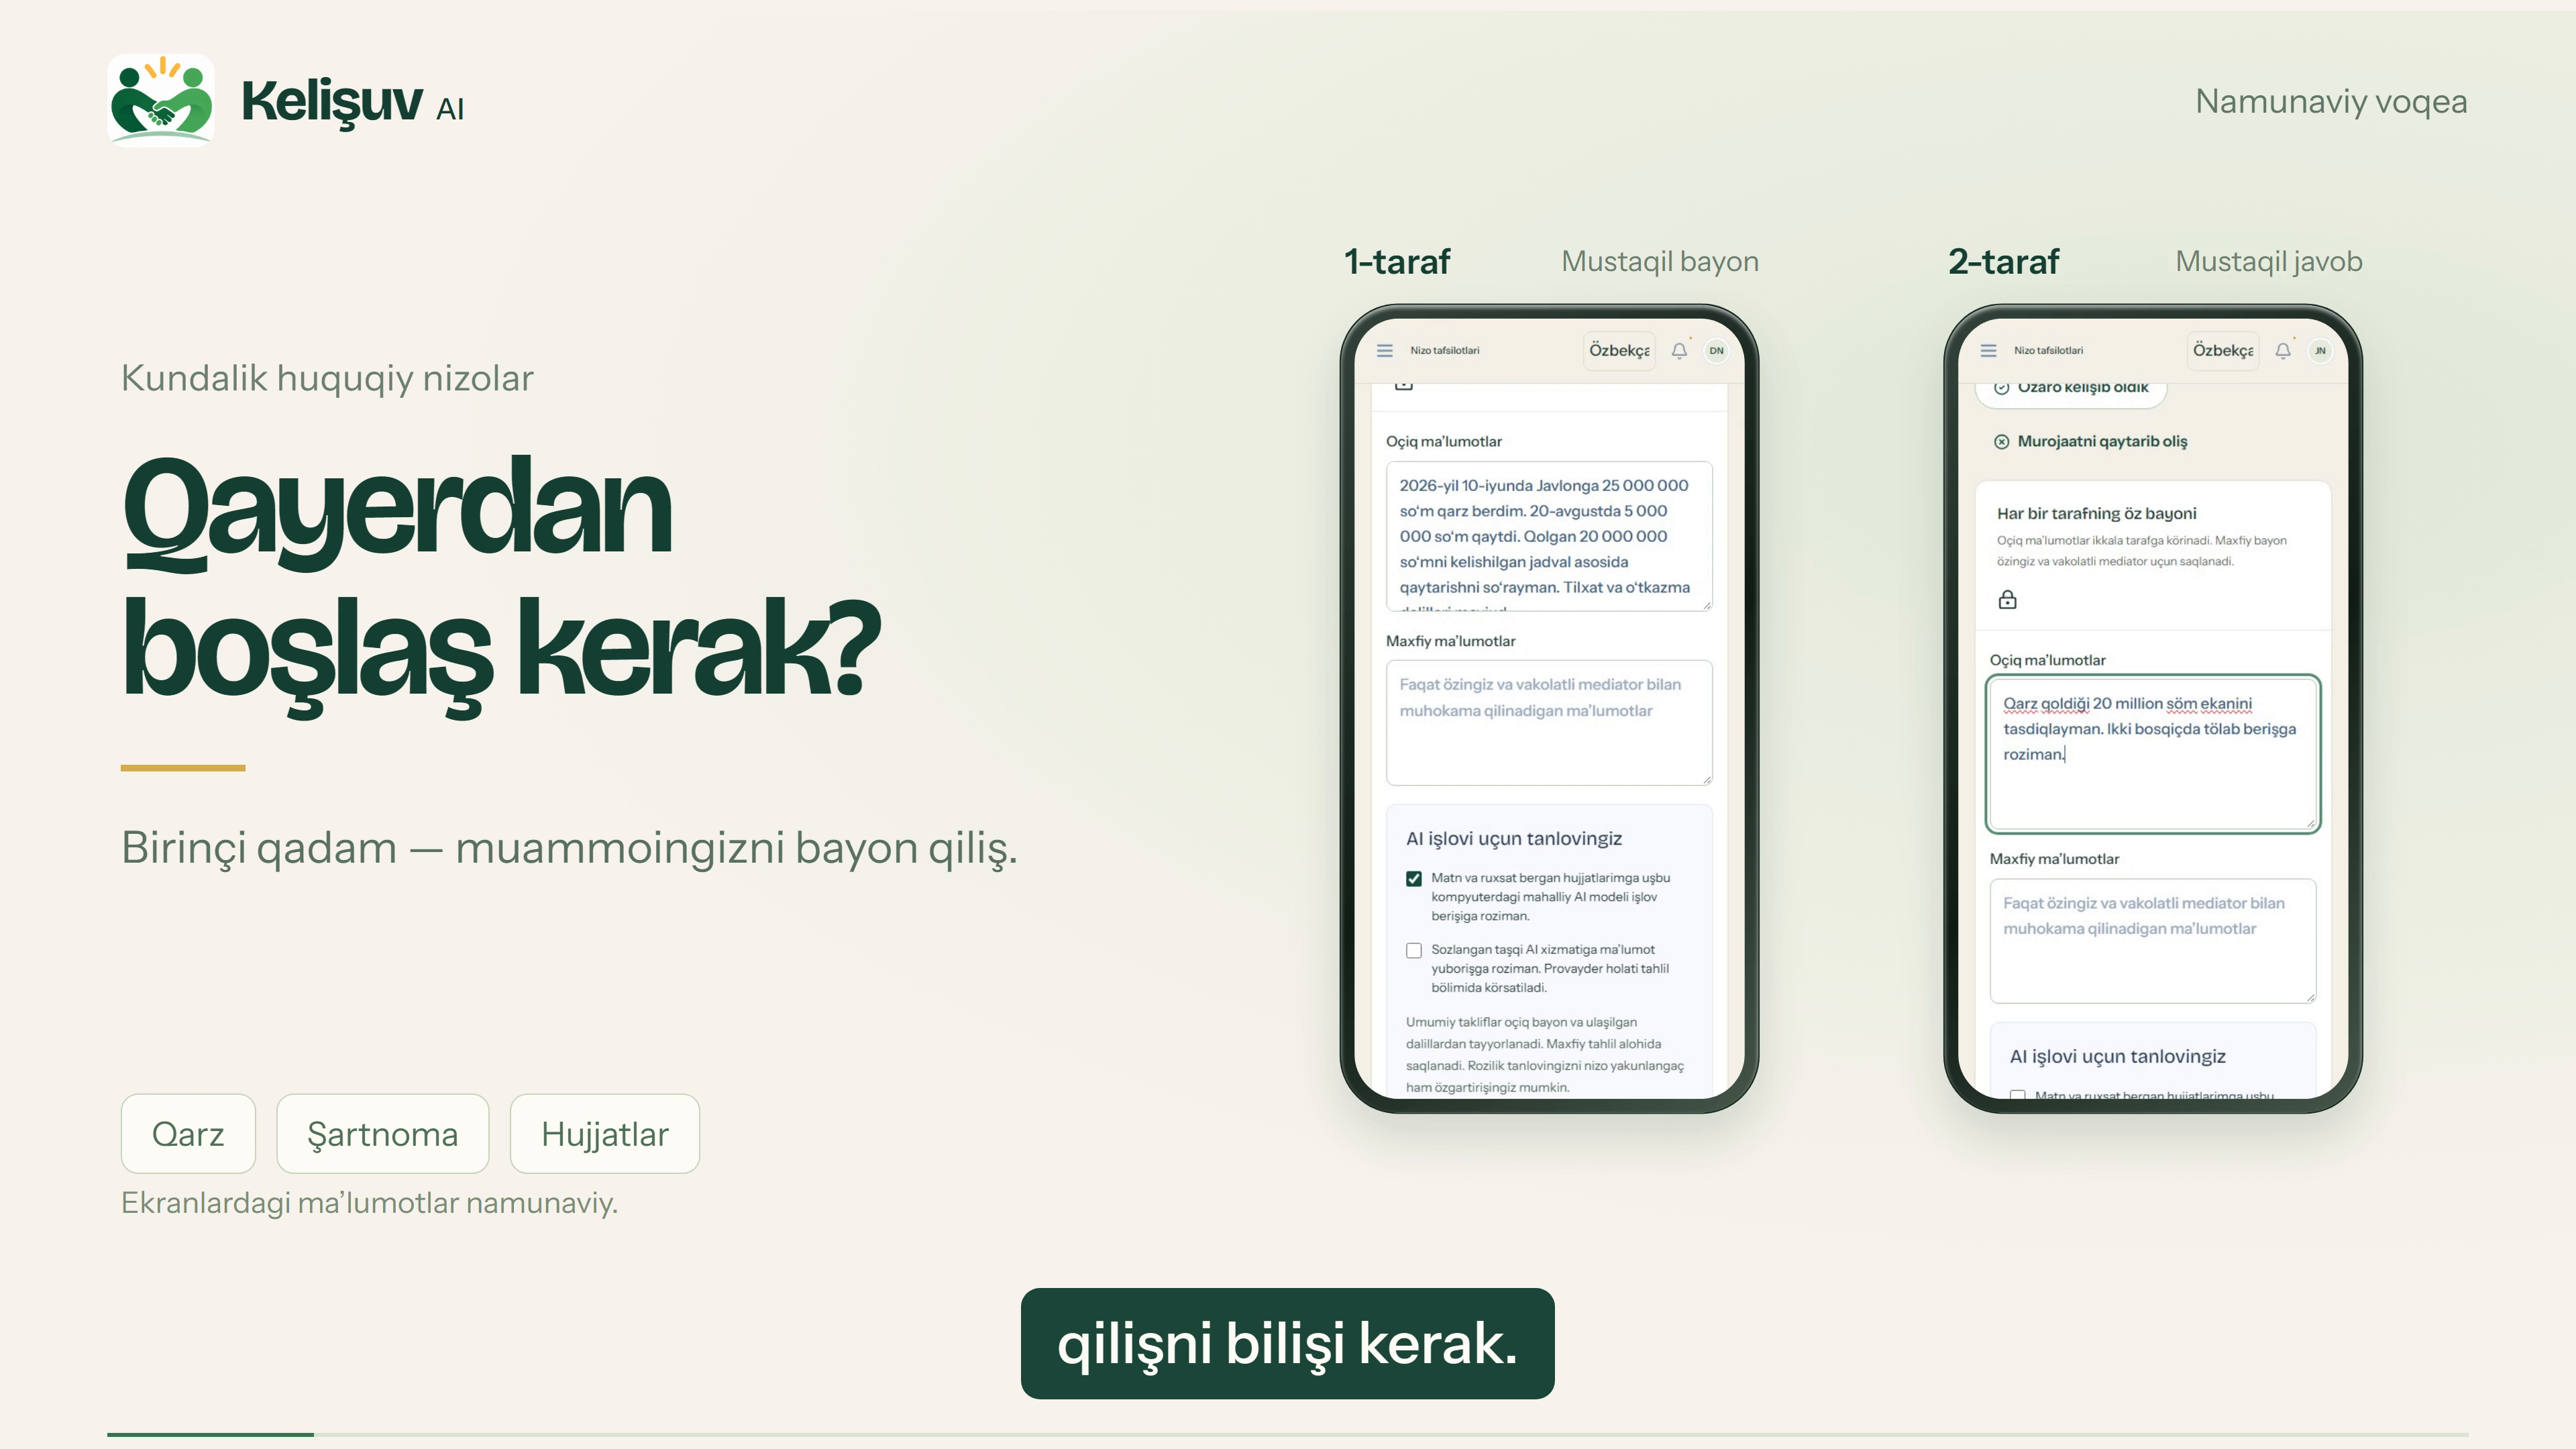 Kelişuv AI
Namunaviy voqea
Kundalik huquqiy nizolar
Qayerdan
boşlaş kerak?
Birinçi qadam — muammoingizni bayon qiliş.
Qarz
Şartnoma
Hujjatlar
Ekranlardagi ma’lumotlar namunaviy.
1-taraf
Mustaqil bayon
Nizo tafsilotlari
Özbekça
DN
Oçiq ma’lumotlar
2026-yil 10-iyunda Javlonga 25 000 000
so‘m qarz berdim. 20-avgustda 5 000
000 so‘m qaytdi. Qolgan 20 000 000
so‘mni kelishilgan jadval asosida
qaytarishni so‘rayman. Tilxat va o‘tkazma
Maxfiy ma’lumotlar
Faqat özingiz va vakolatli mediator bilan
muhokama qilinadigan ma’lumotlar
AI işlovi uçun tanlovingiz
Matn va ruxsat bergan hujjatlarimga uşbu
kompyuterdagi mahalliy AI modeli işlov
berişiga roziman.
Sozlangan taşqi AI xizmatiga ma’lumot
yuborişga roziman. Provayder holati tahlil
bölimida körsatiladi.
Umumiy takliflar oçiq bayon va ulaşilgan
dalillardan tayyorlanadi. Maxfiy tahlil alohida
saqlanadi. Rozilik tanlovingizni nizo yakunlangaç
ham özgartirişingiz mumkin.
2-taraf
Mustaqil javob
Nizo tafsilotlari
Özbekça
JN
Özaro kelişib oldik
Murojaatni qaytarib oliş
Har bir tarafning öz bayoni
Oçiq ma’lumotlar ikkala tarafga körinadi. Maxfiy bayon
özingiz va vakolatli mediator uçun saqlanadi.
Oçiq ma’lumotlar
Qarz qoldiği 20 million söm ekanini
tasdiqlayman. Ikki bosqiçda tölab berişga
roziman.
Maxfiy ma’lumotlar
Faqat özingiz va vakolatli mediator bilan
muhokama qilinadigan ma’lumotlar
AI işlovi uçun tanlovingiz
Matn va ruxsat bergan hujjatlarimga uşbu
qilişni bilişi kerak.